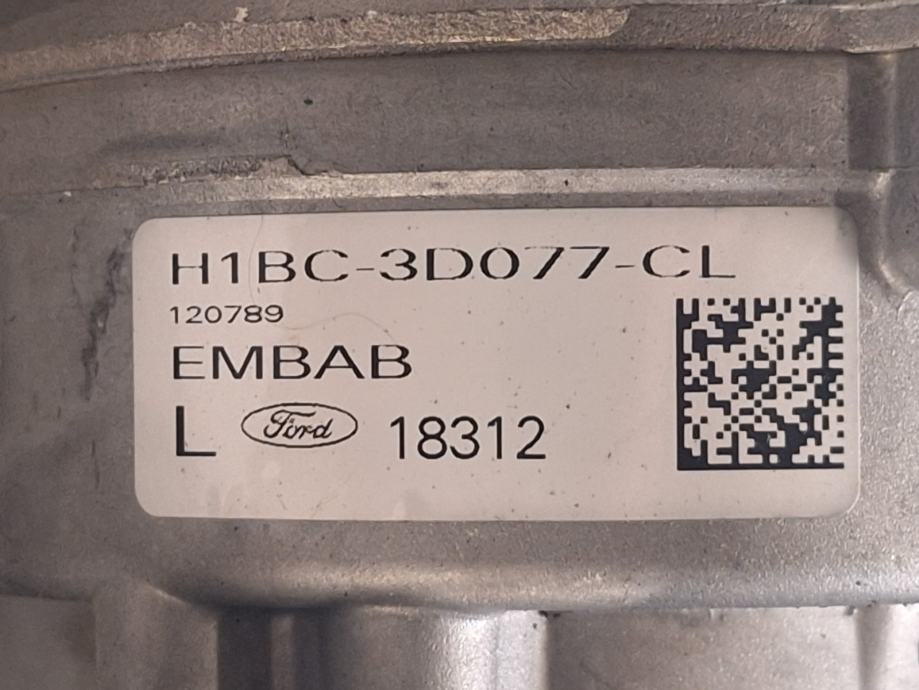 H1BC-3D077-CL
120789
EMBAB
L Ford 18312